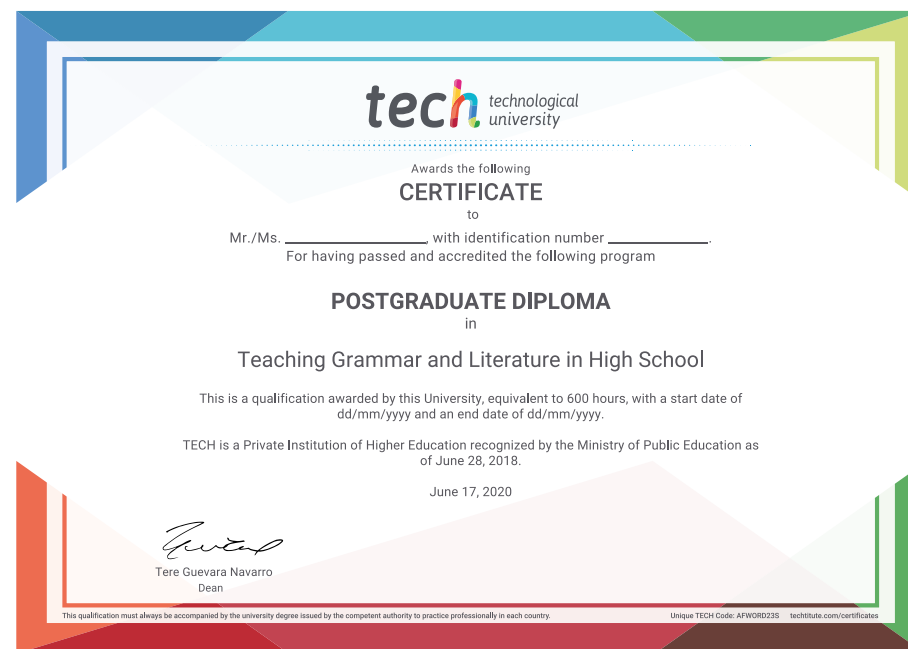 tech technological
university
Awards the following
CERTIFICATE
to
Mr./Ms. ____________, with identification number ____________.
For having passed and accredited the following program
POSTGRADUATE DIPLOMA
in
Teaching Grammar and Literature in High School
This is a qualification awarded by this University, equivalent to 600 hours, with a start date of
dd/mm/yyyy and an end date of dd/mm/yyyy.
TECH is a Private Institution of Higher Education recognized by the Ministry of Public Education as
of June 28, 2018.
June 17, 2020
Tere Guevara Navarro
Dean
This qualification must always be accompanied by the university degree issued by the competent authority to practice professionally in each country. Unique TECH Code: AFWORD23S techtitute.com/certificates